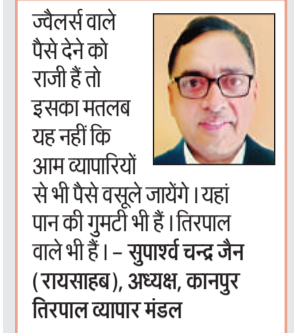 ज्वैलर्स वाले
पैसे देने को
राजी हैं तो
इसका मतलब
यह नहीं कि
आम व्यापारियों
से भी पैसे वसूले जायेंगे । यहां
पान की गुमटी भी हैं । तिरपाल
वाले भी हैं । – सुपार्श्व चन्द्र जैन
(रायसाहब), अध्यक्ष, कानपुर
तिरपाल व्यापार मंडल